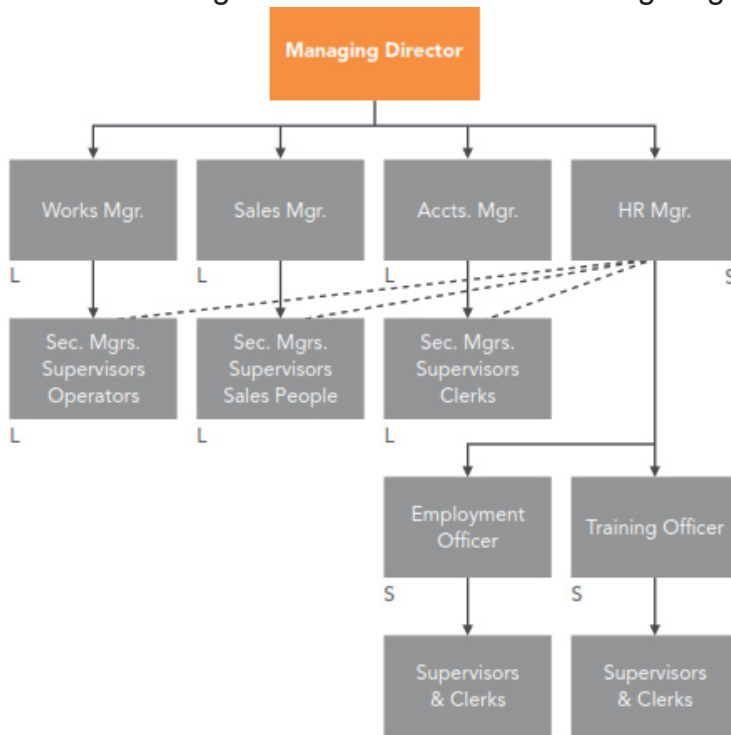 Managing Director
Works Mgr.
Sales Mgr.
Accts. Mgr.
HR Mgr.
L
L
L
S
Sec. Mgrs.
Supervisors
Operators
Sec. Mgrs.
Supervisors
Sales People
Sec. Mgrs.
Supervisors
Clerks
L
L
L
Employment
Officer
Training Officer
S
S
Supervisors
& Clerks
Supervisors
& Clerks